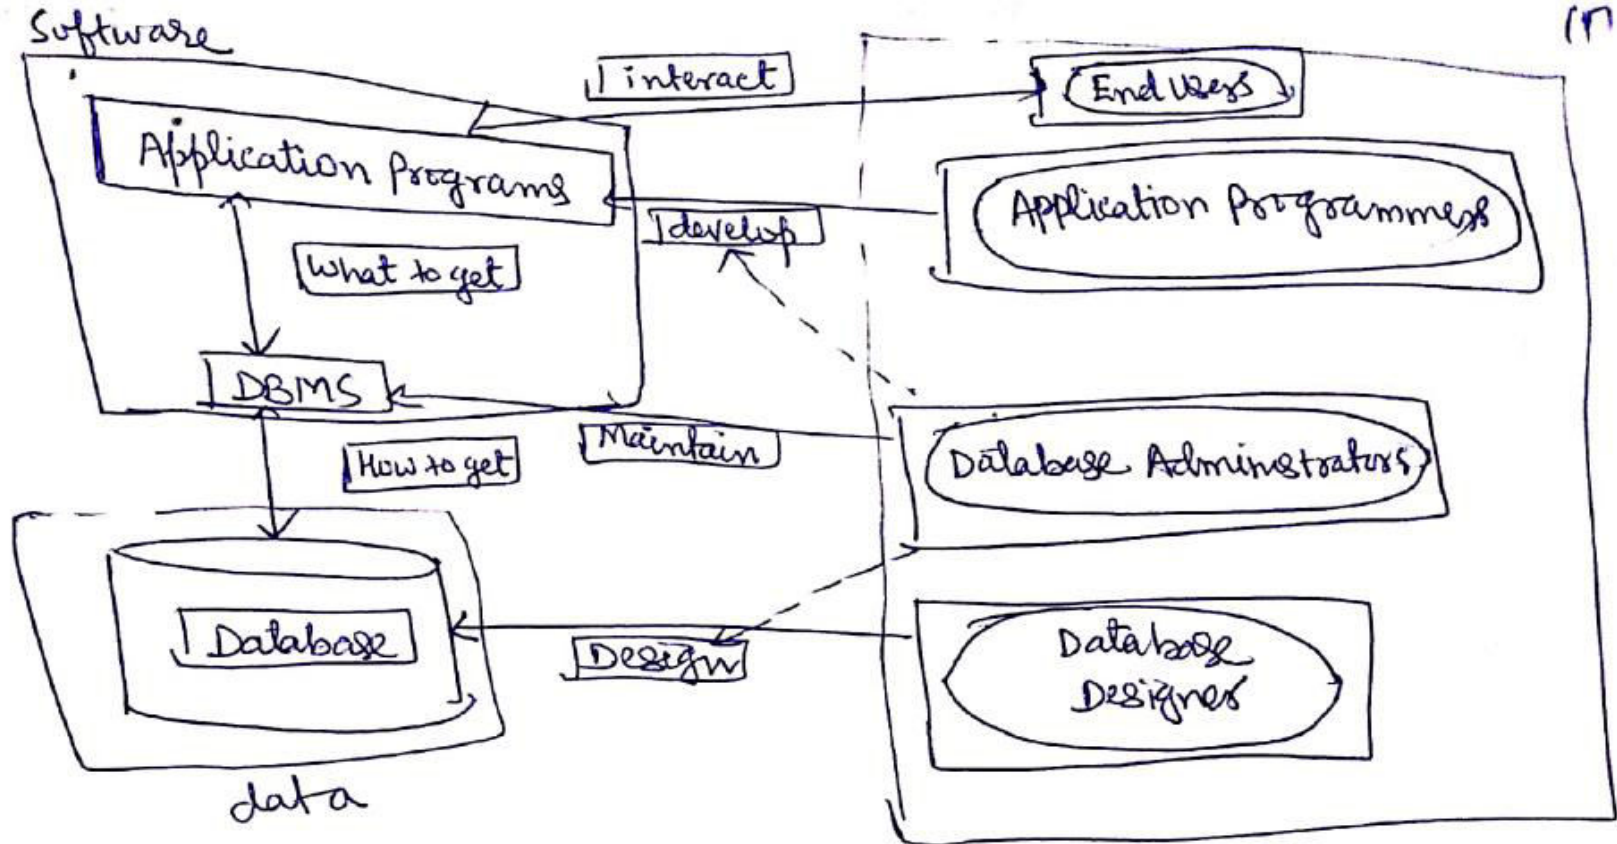 Software
interact
End Users
Application Programs
Application Programmers
develop
What to get
DBMS
Maintain
Database Administrators
How to get
Database
Design
Database
Designer
data